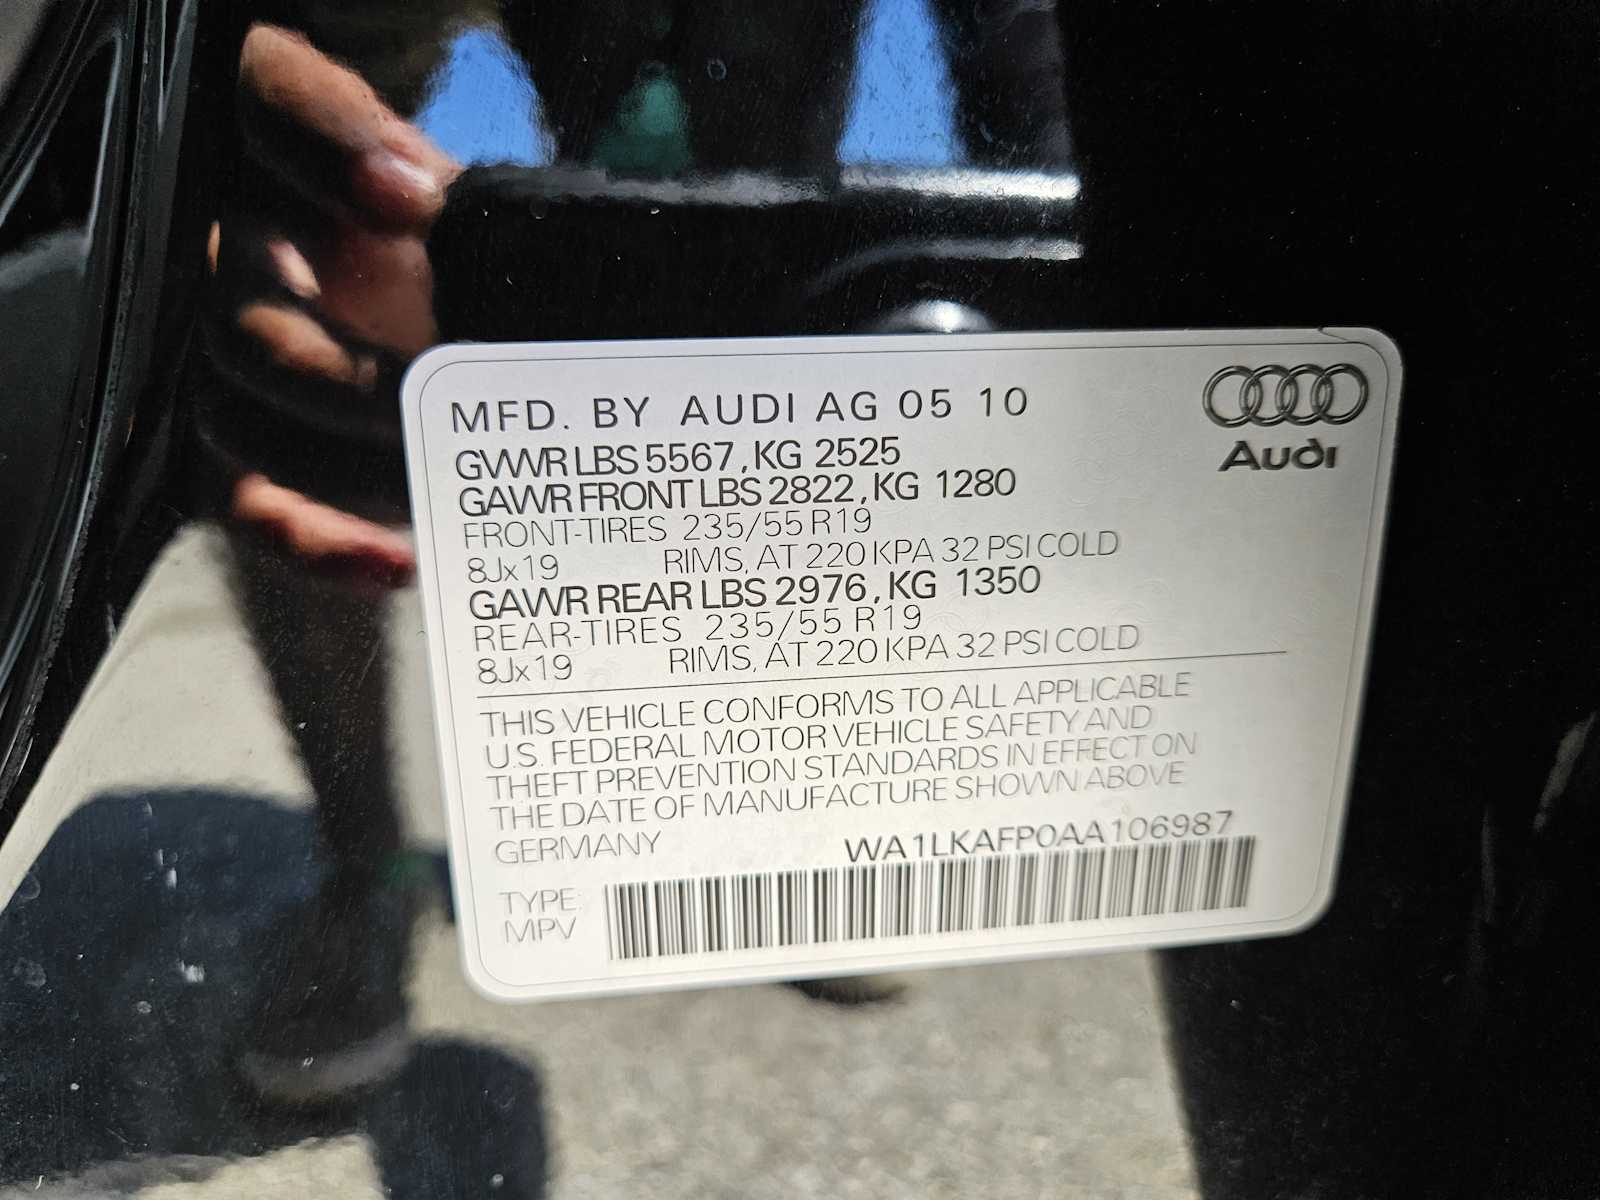 MFD. BY AUDI AG 05 10
GVWR LBS 5567, KG 2525
GAWR FRONT LBS 2822, KG 1280
FRONT-TIRES 235/55 R19
8Jx19 RIMS, AT 220 KPA 32 PSI COLD
GAWR REAR LBS 2976, KG 1350
REAR-TIRES 235/55 R19
8Jx19 RIMS, AT 220 KPA 32 PSI COLD
THIS VEHICLE CONFORMS TO ALL APPLICABLE
U.S. FEDERAL MOTOR VEHICLE SAFETY AND
THEFT PREVENTION STANDARDS IN EFFECT ON
THE DATE OF MANUFACTURE SHOWN ABOVE
GERMANY WA1LKAFP0AA106987
TYPE:
MPV
Audi